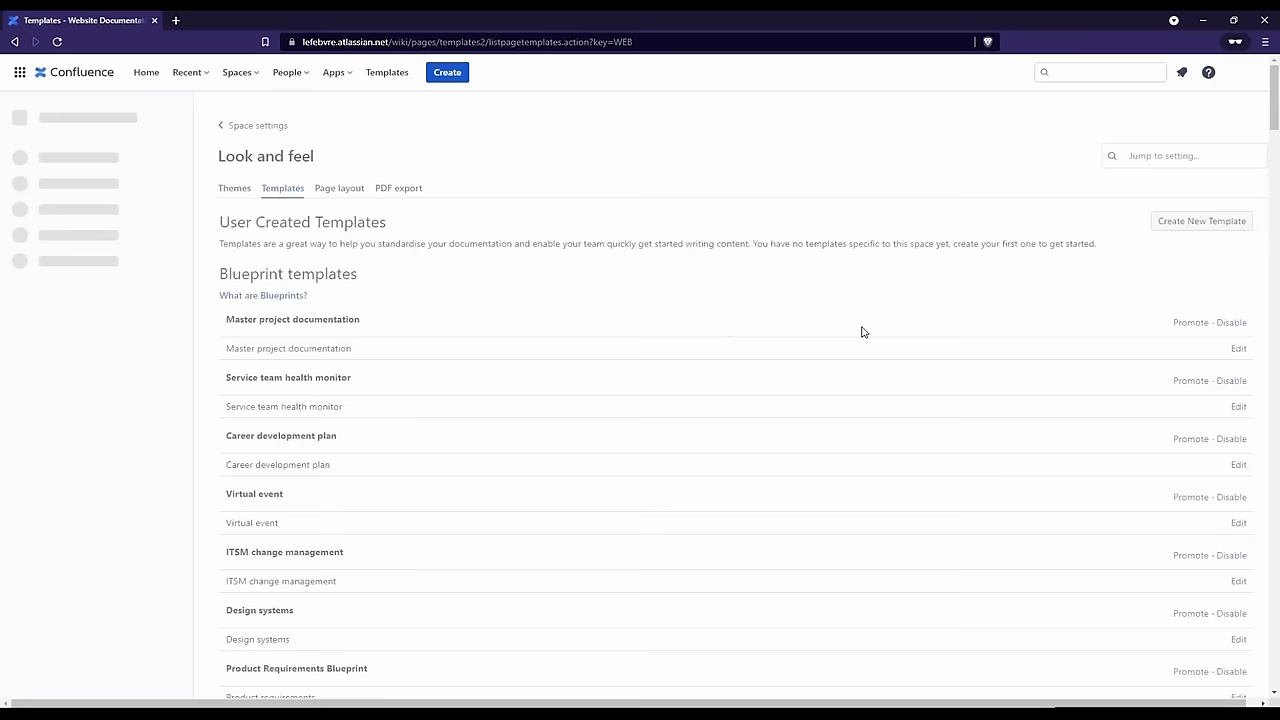 Templates - Website Documentat
lefebvre.atlassian.net/wiki/pages/templates2/listpagetemplates.action?key=WEB
Confluence Home Recent Spaces People Apps Templates Create
Space settings
Look and feel
Jump to setting...
Themes Templates Page layout PDF export
User Created Templates
Create New Template
Templates are a great way to help you standardise your documentation and enable your team quickly get started writing content. You have no templates specific to this space yet, create your first one to get started.
Blueprint templates
What are Blueprints?
Master project documentation Promote - Disable
Master project documentation Edit
Service team health monitor Promote - Disable
Service team health monitor Edit
Career development plan Promote - Disable
Career development plan Edit
Virtual event Promote - Disable
Virtual event Edit
ITSM change management Promote - Disable
ITSM change management Edit
Design systems Promote - Disable
Design systems Edit
Product Requirements Blueprint Promote - Disable
Product requirements Edit